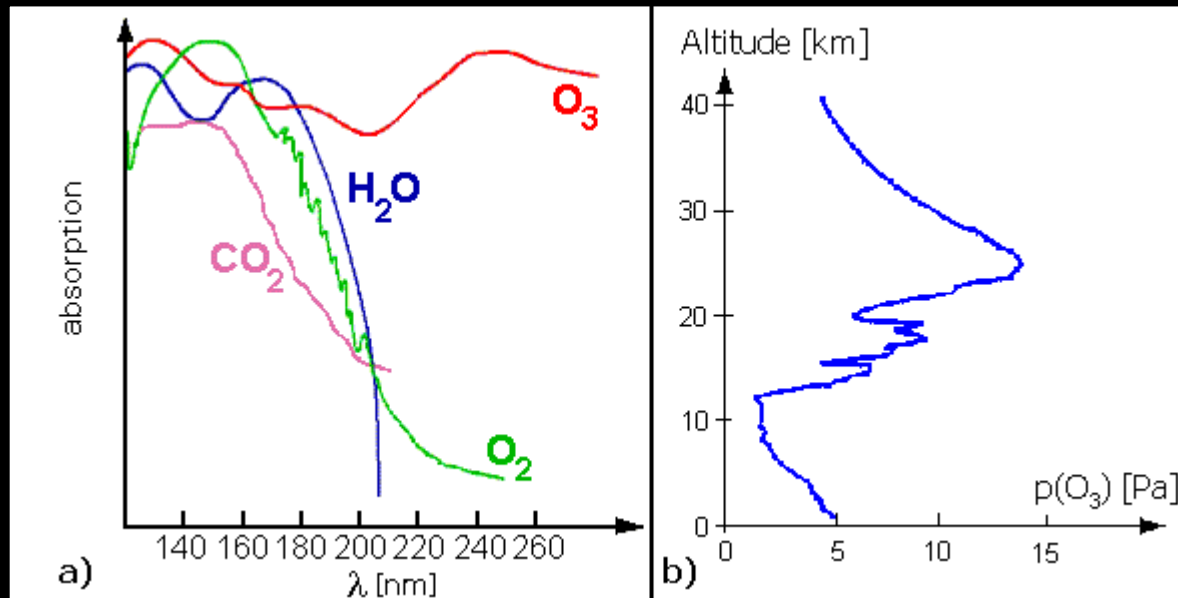 absorption
O₃
H₂O
CO₂
O₂
140 160 180 200 220 240 260
λ [nm]
a)
Altitude [km]
40
30
20
10
0
0 5 10 15
p(O₃) [Pa]
b)